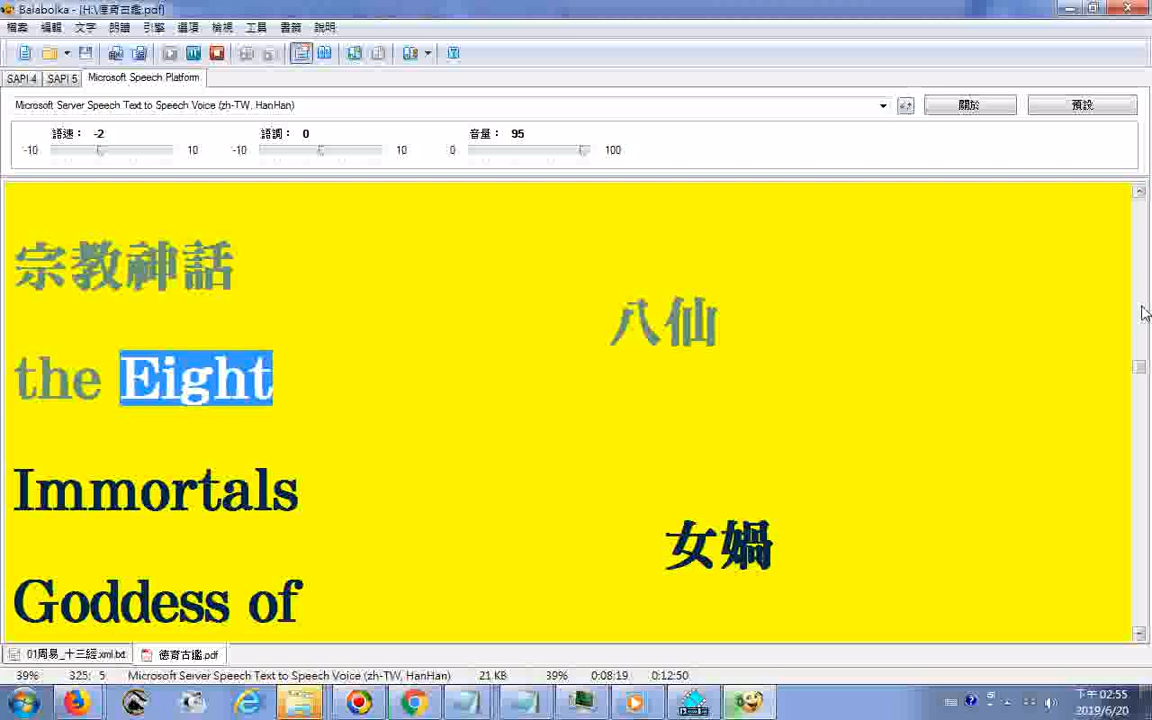 Balabolka - [H:\德育古鑑.pdf]
檔案 編輯 文字 朗讀 引擎 選項 檢視 工具 書籤 說明
SAPI 4 SAPI 5 Microsoft Speech Platform
Microsoft Server Speech Text to Speech Voice (zh-TW, HanHan) 關於 預設
語速： -2 語調： 0 音量： 95
-10 10 -10 10 0 100
宗教神話
八仙
the Eight
Immortals
女媧
Goddess of
01周易_十三經.xml.txt 德育古鑑.pdf
39% 325: 5 Microsoft Server Speech Text to Speech Voice (zh-TW, HanHan) 21 KB 39% 0:08:19 0:12:50
下午 02:55
2019/6/20